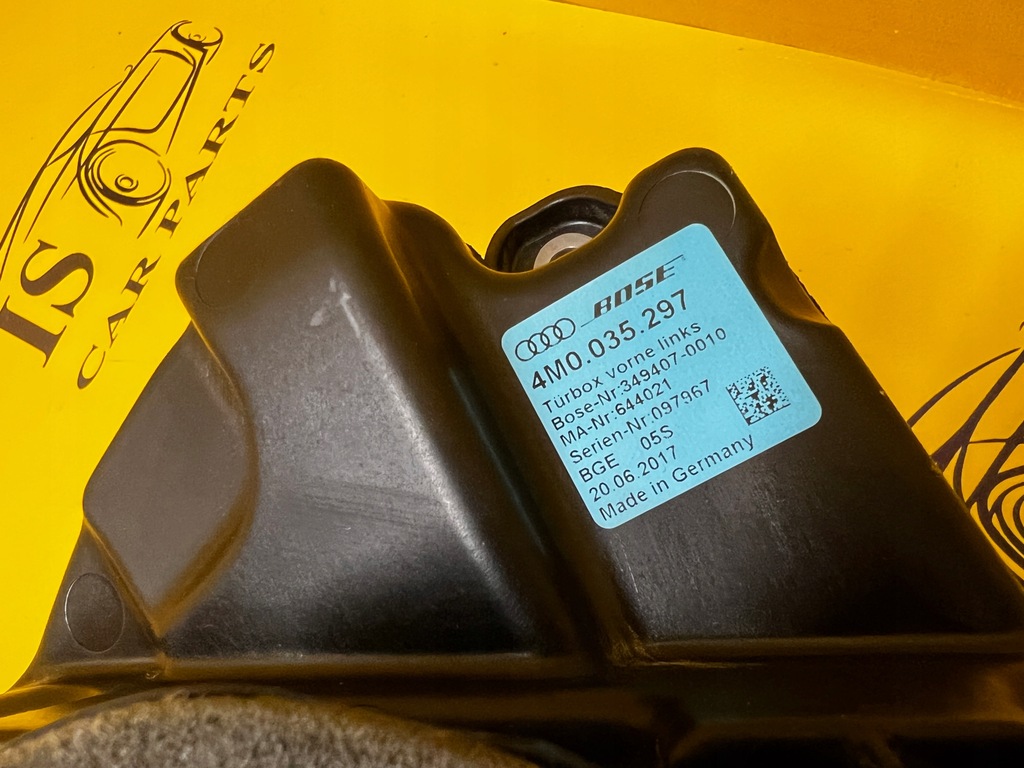 IS
CAR PARTS
BOSE
4M0.035.297
Türbox vorne links
Bose-Nr:349407-0010
MA-Nr:644021
Serien-Nr:097967
BGE 05S
20.06.2017
Made in Germany